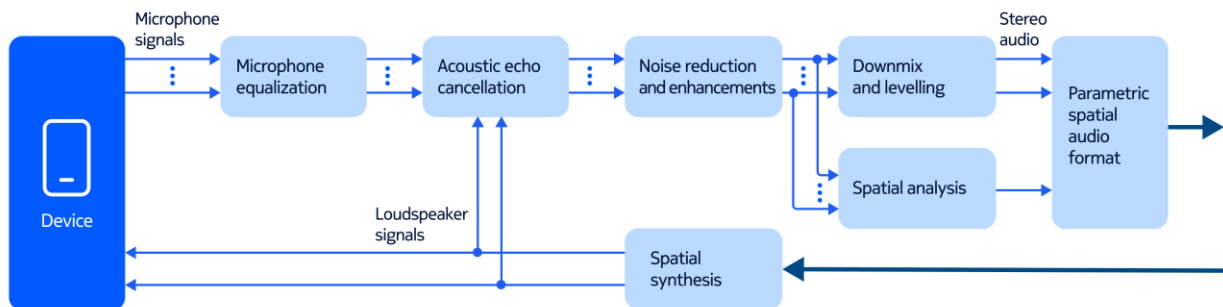 Microphone
signals
Microphone
equalization
Acoustic echo
cancellation
Noise reduction
and enhancements
Downmix
and levelling
Stereo
audio
Parametric
spatial
audio
format
Spatial analysis
Device
Loudspeaker
signals
Spatial
synthesis